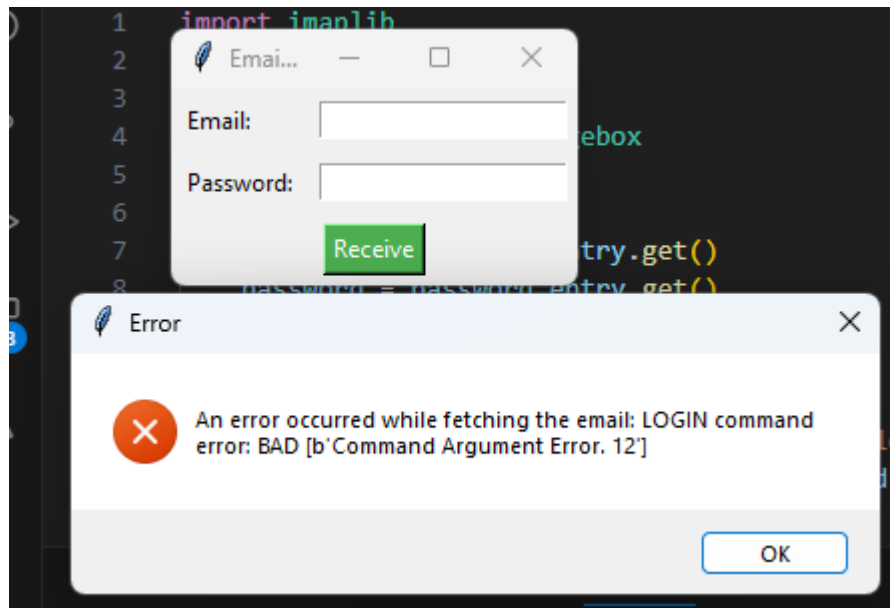 1 import imaplib
2 Emai...
3
Email:
4 ebox
5
Password:
6
7 Receive try.get()
8 password = password_entry.get()
Error
An error occurred while fetching the email: LOGIN command
error: BAD [b'Command Argument Error. 12']
OK